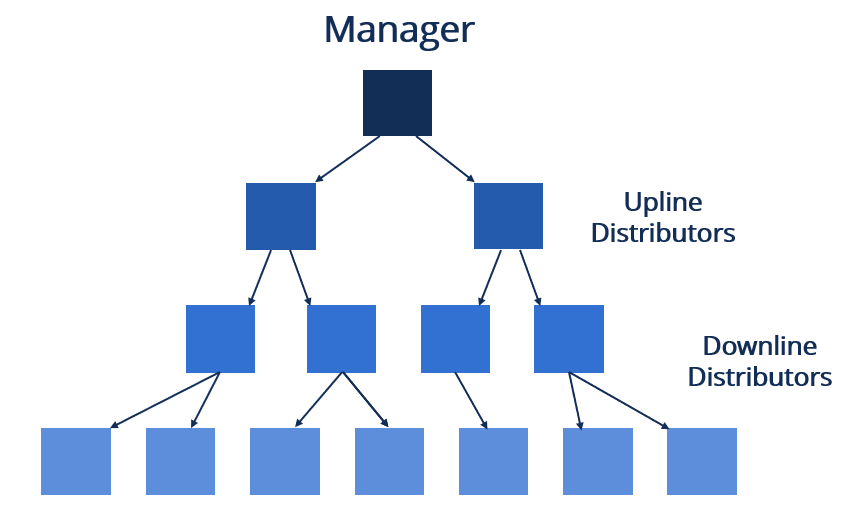 Manager
Upline
Distributors
Downline
Distributors